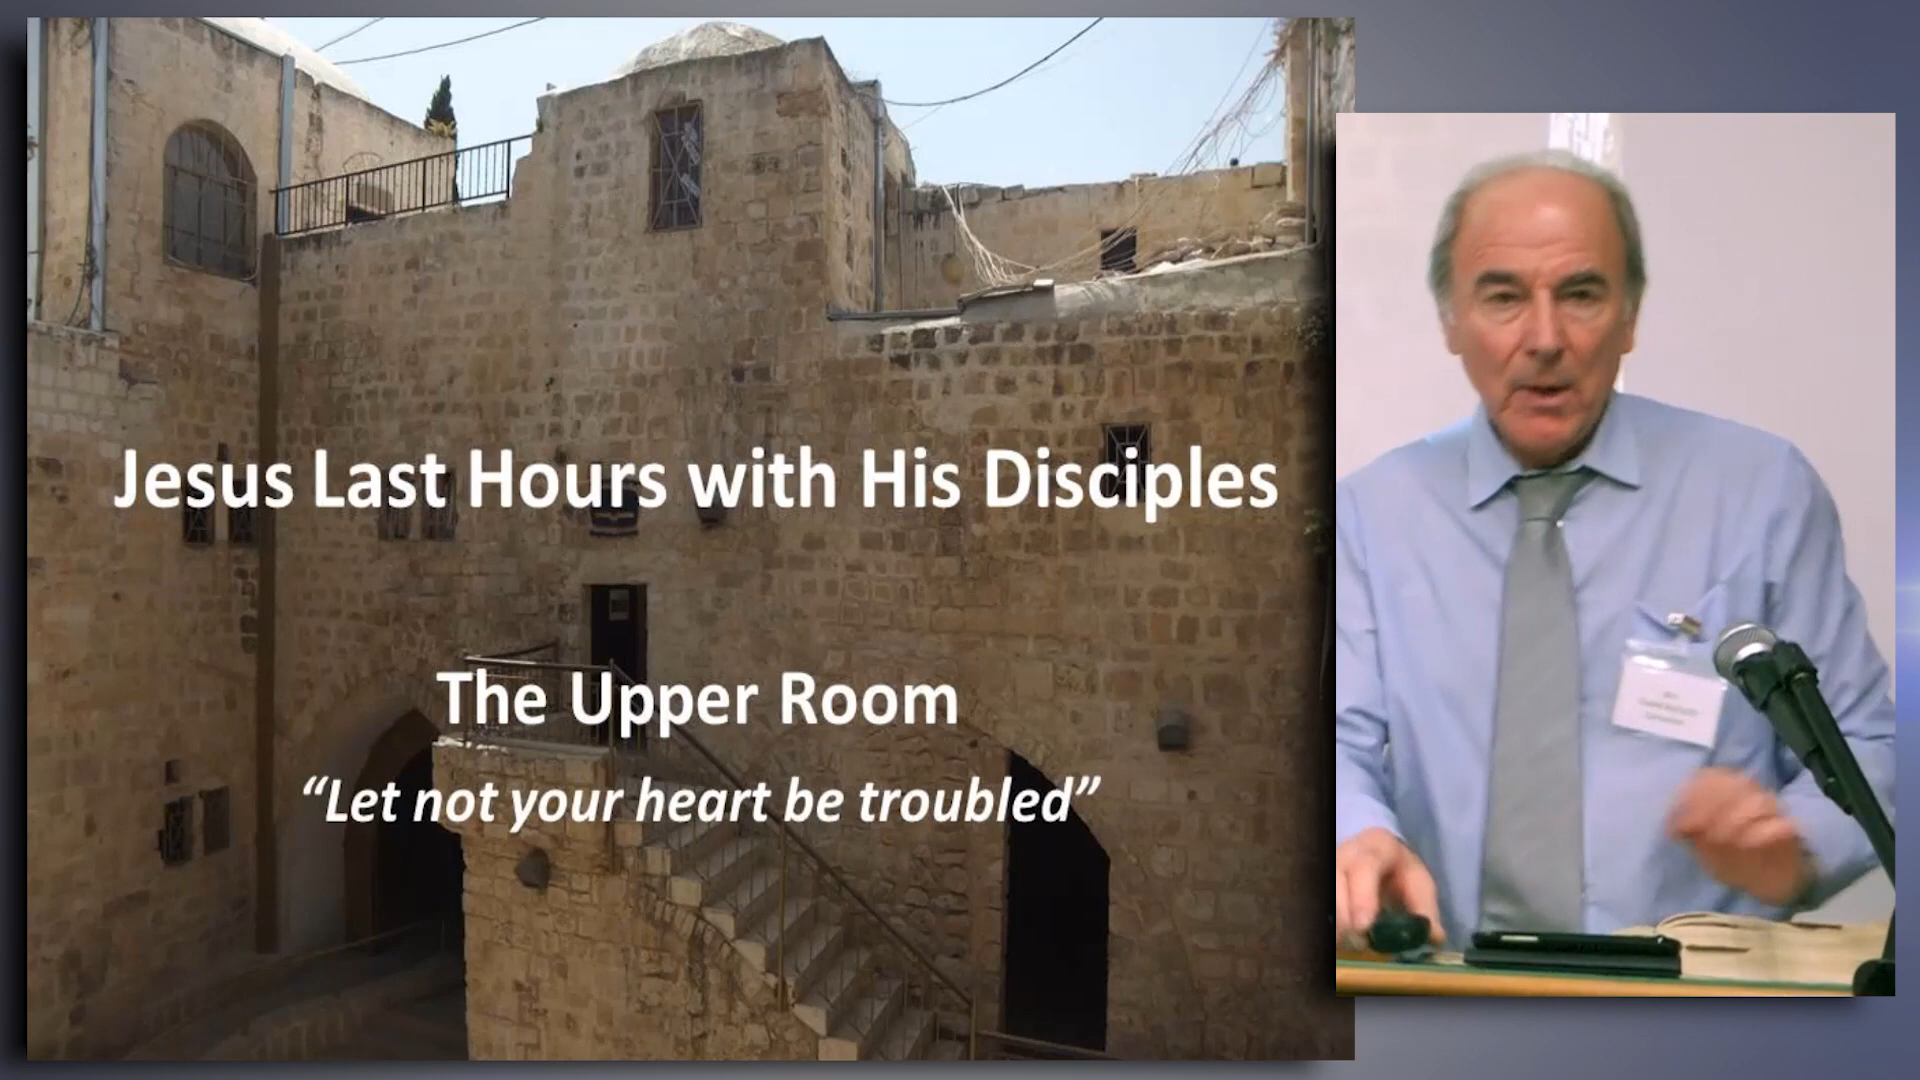 Jesus Last Hours with His Disciples
The Upper Room
“Let not your heart be troubled”